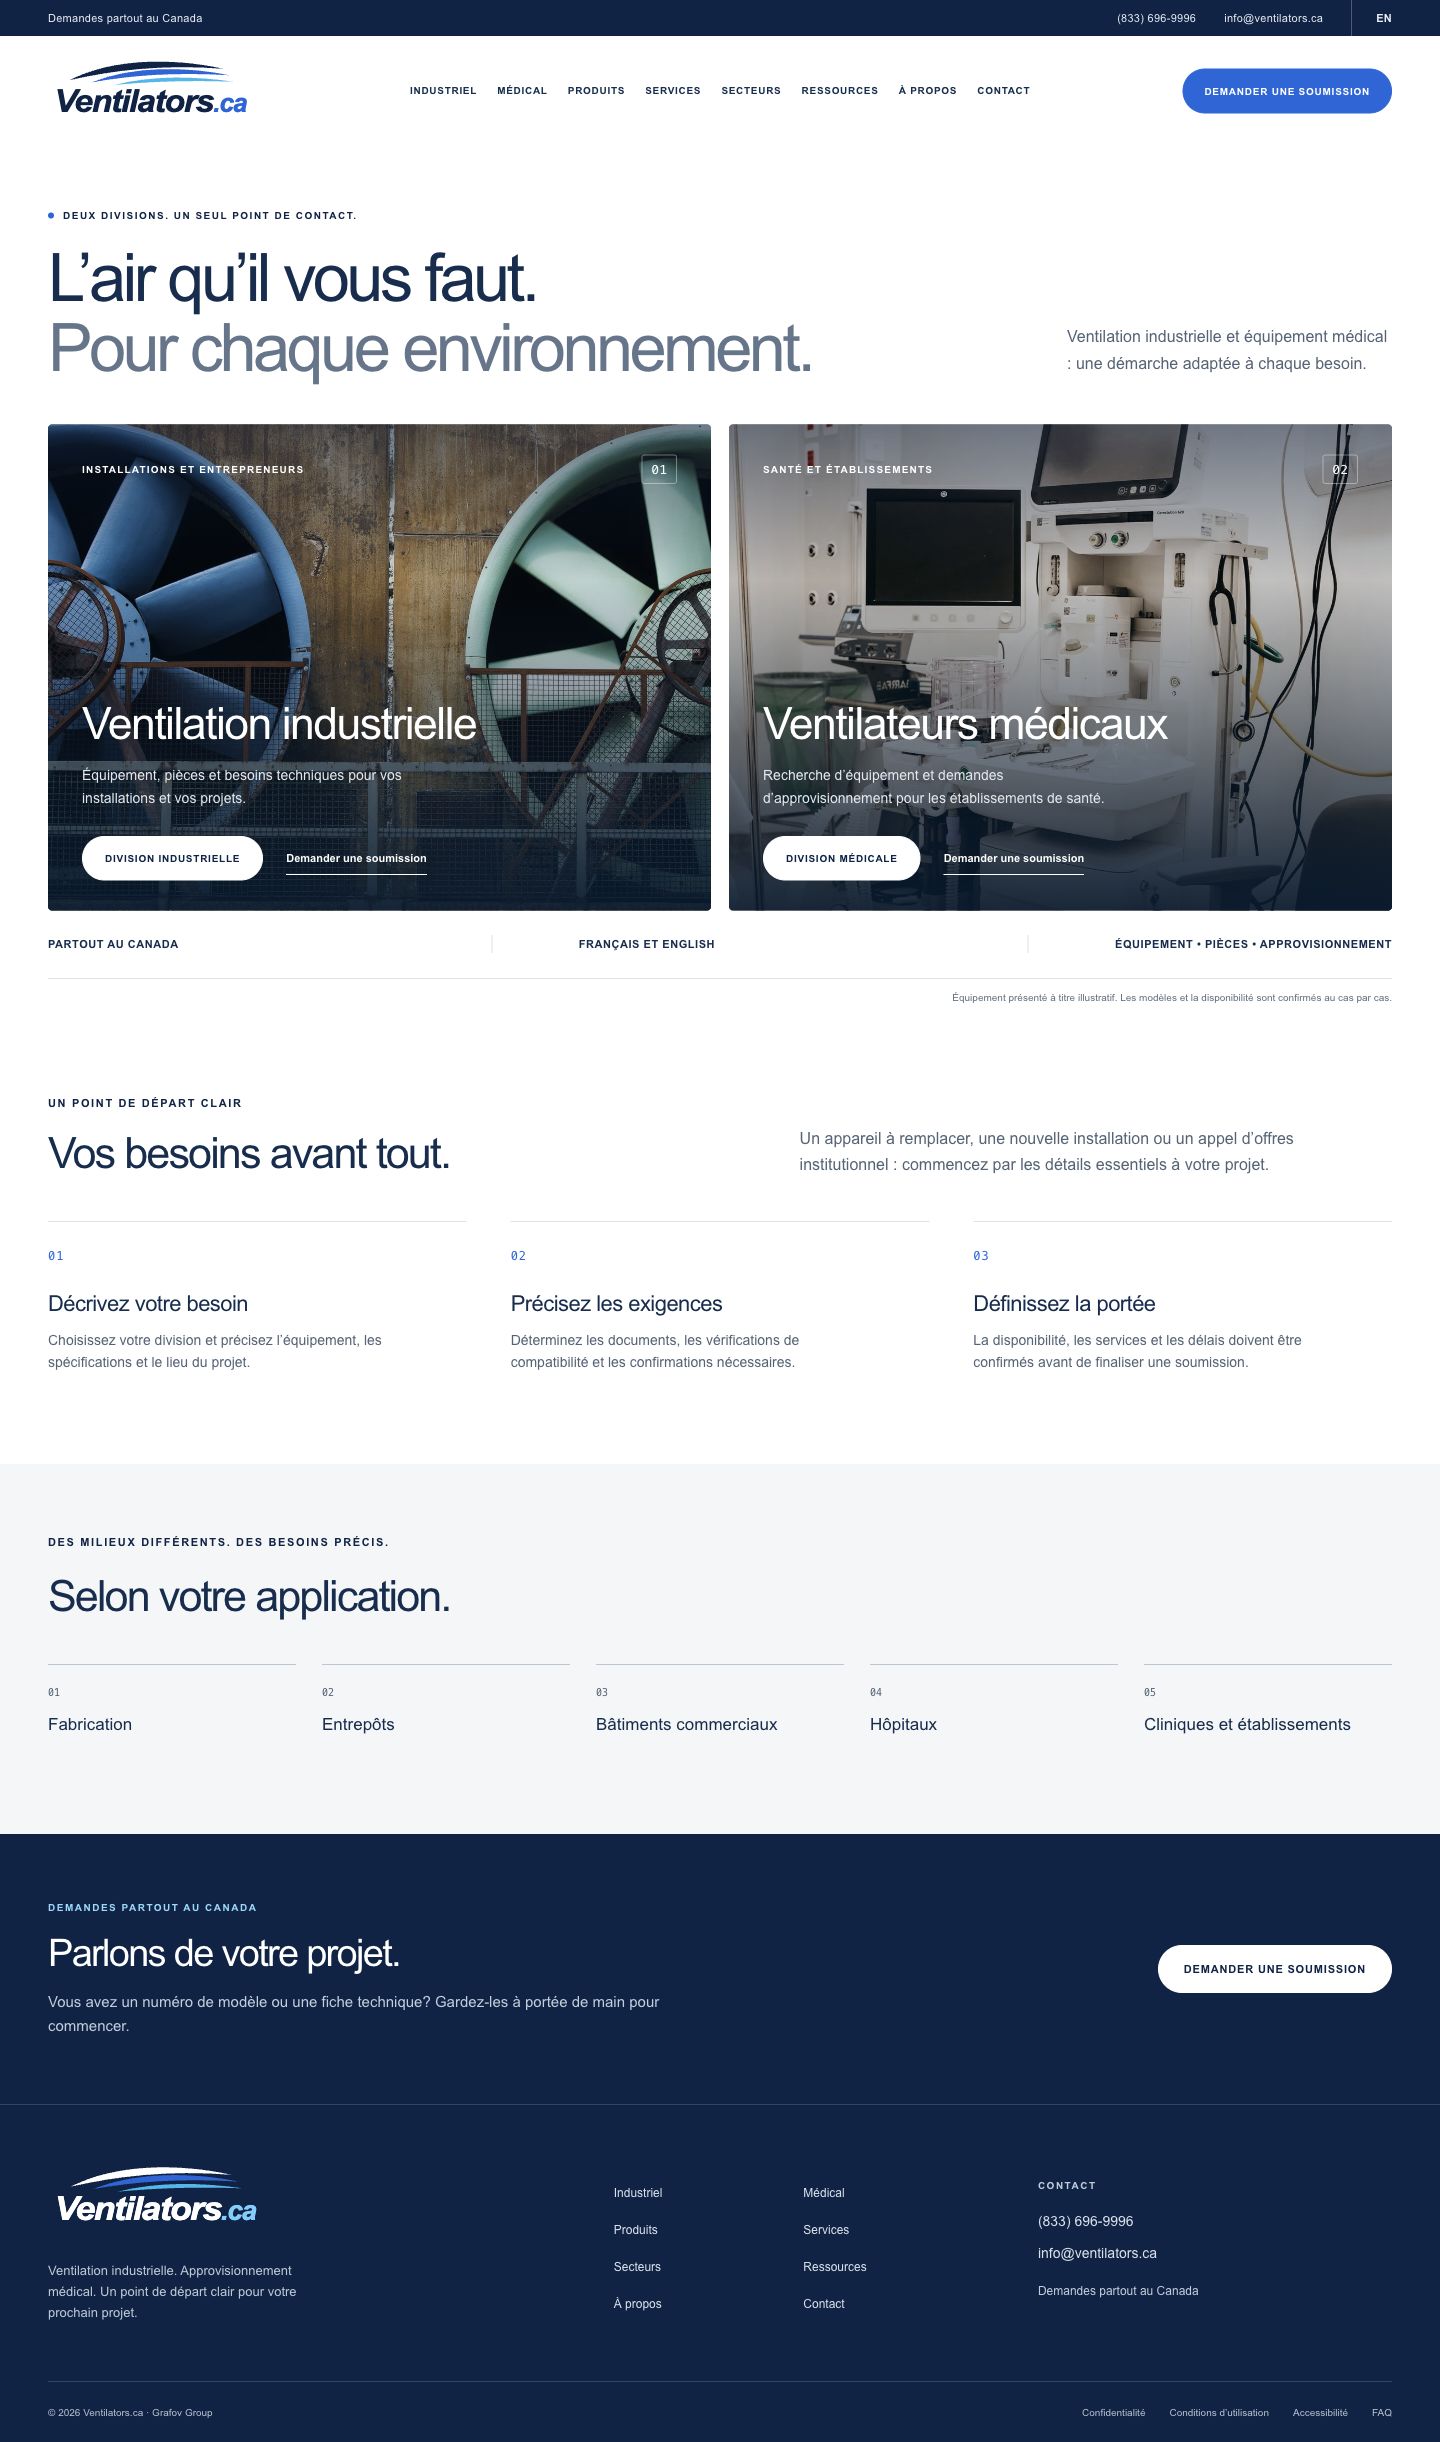 Demandes partout au Canada
(833) 696-9996
info@ventilators.ca
EN
Ventilators.ca
INDUSTRIEL
MÉDICAL
PRODUITS
SERVICES
SECTEURS
RESSOURCES
À PROPOS
CONTACT
DEMANDER UNE SOUMISSION
DEUX DIVISIONS. UN SEUL POINT DE CONTACT.
L’air qu’il vous faut.
Pour chaque environnement.
Ventilation industrielle et équipement médical
: une démarche adaptée à chaque besoin.
INSTALLATIONS ET ENTREPRENEURS
01
Ventilation industrielle
Équipement, pièces et besoins techniques pour vos
installations et vos projets.
DIVISION INDUSTRIELLE
Demander une soumission
SANTÉ ET ÉTABLISSEMENTS
02
Ventilateurs médicaux
Recherche d’équipement et demandes
d’approvisionnement pour les établissements de santé.
DIVISION MÉDICALE
Demander une soumission
PARTOUT AU CANADA
FRANÇAIS ET ENGLISH
ÉQUIPEMENT • PIÈCES • APPROVISIONNEMENT
Équipement présenté à titre illustratif. Les modèles et la disponibilité sont confirmés au cas par cas.
UN POINT DE DÉPART CLAIR
Vos besoins avant tout.
Un appareil à remplacer, une nouvelle installation ou un appel d’offres
institutionnel : commencez par les détails essentiels à votre projet.
01
Décrivez votre besoin
Choisissez votre division et précisez l’équipement, les
spécifications et le lieu du projet.
02
Précisez les exigences
Déterminez les documents, les vérifications de
compatibilité et les confirmations nécessaires.
03
Définissez la portée
La disponibilité, les services et les délais doivent être
confirmés avant de finaliser une soumission.
DES MILIEUX DIFFÉRENTS. DES BESOINS PRÉCIS.
Selon votre application.
01
Fabrication
02
Entrepôts
03
Bâtiments commerciaux
04
Hôpitaux
05
Cliniques et établissements
DEMANDES PARTOUT AU CANADA
Parlons de votre projet.
Vous avez un numéro de modèle ou une fiche technique? Gardez-les à portée de main pour
commencer.
DEMANDER UNE SOUMISSION
Ventilators.ca
Ventilation industrielle. Approvisionnement
médical. Un point de départ clair pour votre
prochain projet.
Industriel
Médical
Produits
Services
Secteurs
Ressources
À propos
Contact
CONTACT
(833) 696-9996
info@ventilators.ca
Demandes partout au Canada
© 2026 Ventilators.ca · Grafov Group
Confidentialité
Conditions d’utilisation
Accessibilité
FAQ